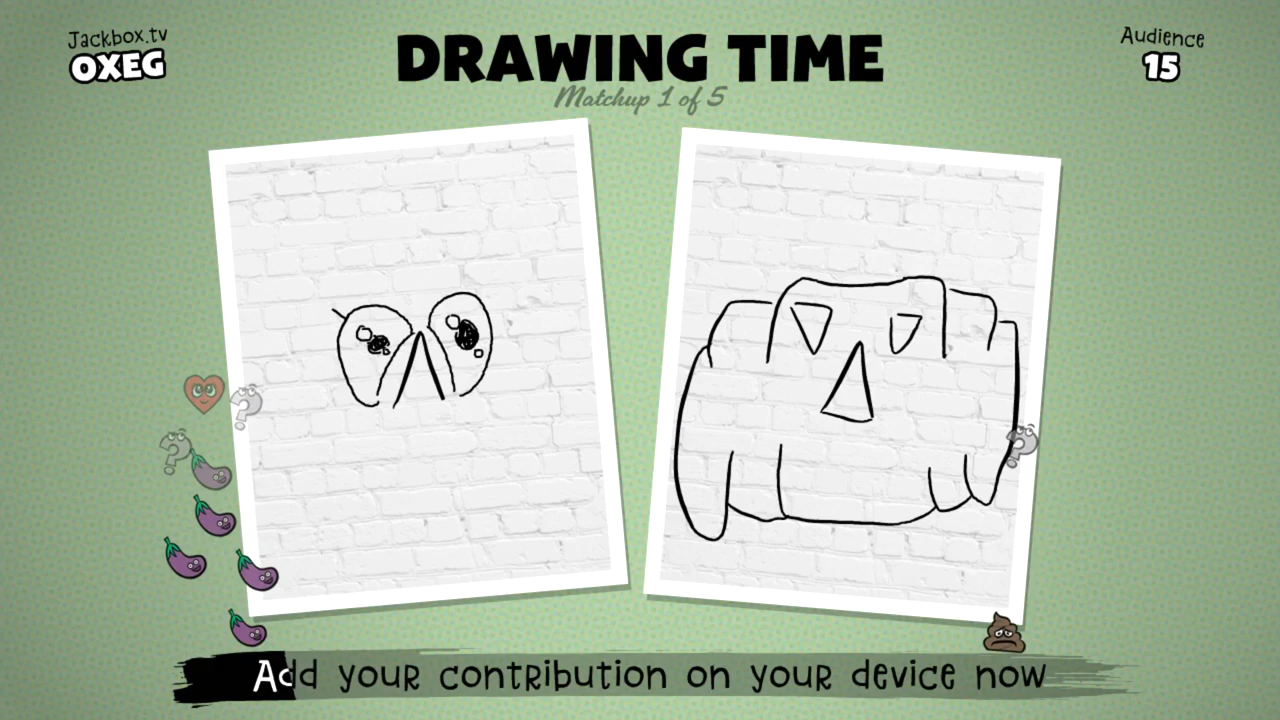 Jackbox.tv
OXEG
DRAWING TIME
Matchup 1 of 5
Audience
15
Add your contribution on your device now